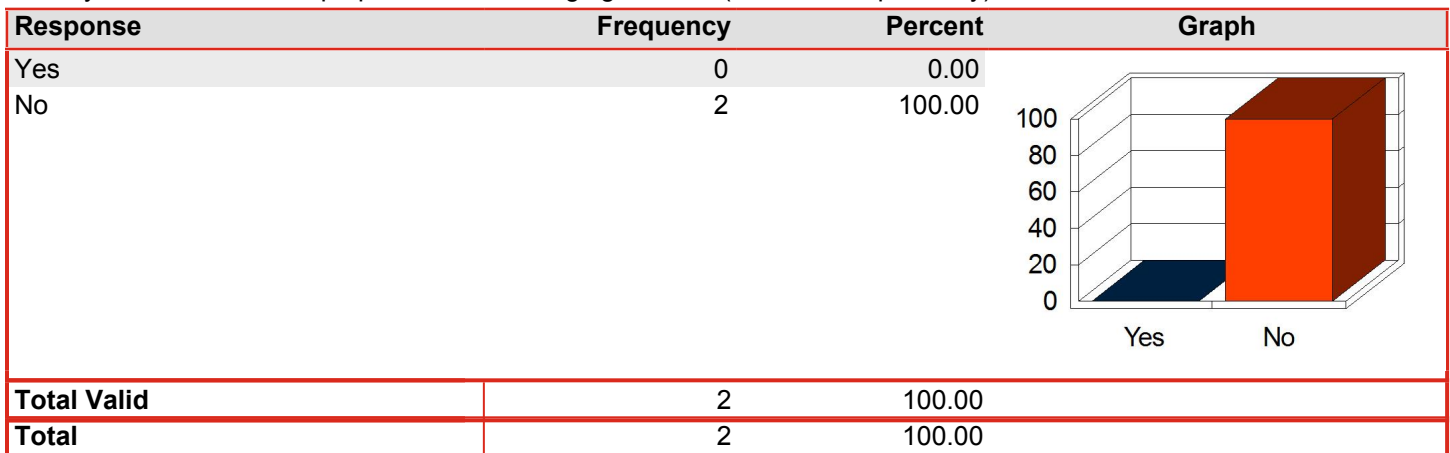 Response Frequency Percent Graph
Yes 0 0.00
No 2 100.00
100
80
60
40
20
0
Yes No
Total Valid 2 100.00
Total 2 100.00